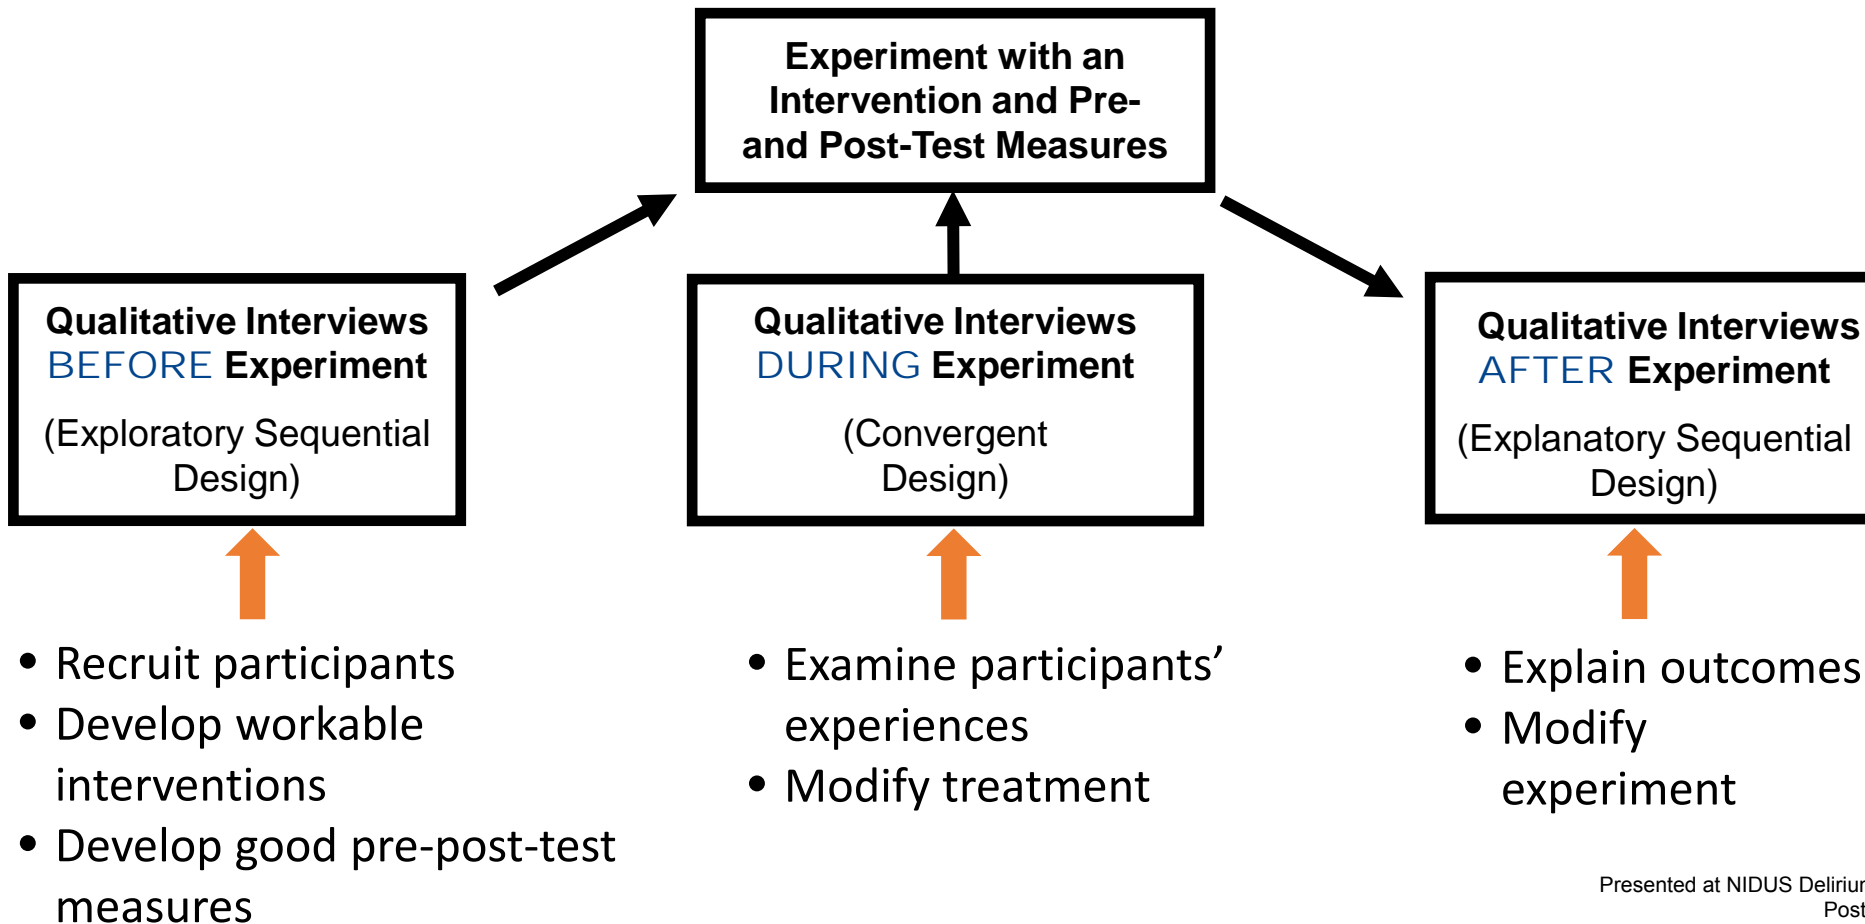 Experiment with an
Intervention and Pre-
and Post-Test Measures
Qualitative Interviews
BEFORE Experiment
(Exploratory Sequential
Design)
Qualitative Interviews
DURING Experiment
(Convergent
Design)
Qualitative Interviews
AFTER Experiment
(Explanatory Sequential
Design)
• Recruit participants
• Develop workable
interventions
• Develop good pre-post-test
measures
• Examine participants’
experiences
• Modify treatment
• Explain outcomes
• Modify
experiment
Presented at NIDUS
Post